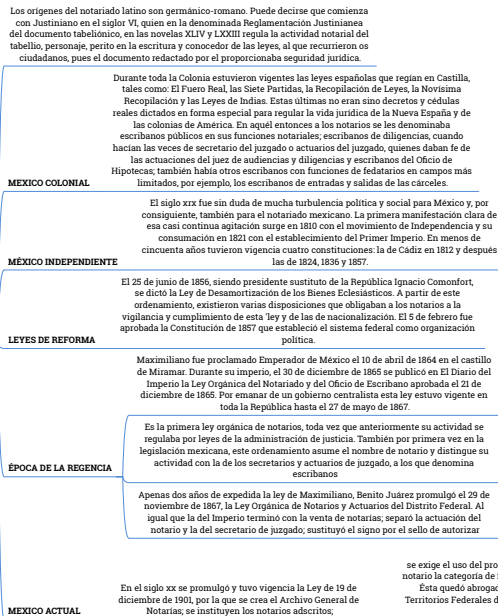 Los orígenes del notariado latino son germánico-romano. Puede decirse que comienza
con Justiniano en el siglor VI, quien en la denominada Reglamentación Justinianea
del documento tabeliónico, en las novelas XLIV y LXXIII regula la actividad notarial del
tabellio, personaje, perito en la escritura y conocedor de las leyes, al que recurrieron os
ciudadanos, pues el documento redactado por el proporcionaba seguridad jurídica.
Durante toda la Colonia estuvieron vigentes las leyes españolas que regían en Castilla,
tales como: El Fuero Real, las Siete Partidas, la Recopilación de Leyes, la Novísima
Recopilación y las Leyes de Indias. Estas últimas no eran sino decretos y cédulas
reales dictados en forma especial para regular la vida jurídica de la Nueva España y de
las colonias de América. En aquél entonces a los notarios se les denominaba
escribanos públicos en sus funciones notariales; escribanos de diligencias, cuando
hacían las veces de secretario del juzgado o actuarios del juzgado, quienes daban fe de
las actuaciones del juez de audiencias y diligencias y escribanos del Oficio de
Hipotecas; también había otros escribanos con funciones de fedatarios en campos más
limitados, por ejemplo, los escribanos de entradas y salidas de las cárceles.
MEXICO COLONIAL
El siglo xrx fue sin duda de mucha turbulencia política y social para México y, por
consiguiente, también para el notariado mexicano. La primera manifestación clara de
esa casi continua agitación surge en 1810 con el movimiento de Independencia y su
consumación en 1821 con el establecimiento del Primer Imperio. En menos de
cincuenta años tuvieron vigencia cuatro constituciones: la de Cádiz en 1812 y después
las de 1824, 1836 y 1857.
MÉXICO INDEPENDIENTE
El 25 de junio de 1856, siendo presidente sustituto de la República Ignacio Comonfort,
se dictó la Ley de Desamortización de los Bienes Eclesiásticos. A partir de este
ordenamiento, existieron varias disposiciones que obligaban a los notarios a la
vigilancia y cumplimiento de esta 'ley y de las de nacionalización. El 5 de febrero fue
aprobada la Constitución de 1857 que estableció el sistema federal como organización
política.
LEYES DE REFORMA
Maximiliano fue proclamado Emperador de México el 10 de abril de 1864 en el castillo
de Miramar. Durante su imperio, el 30 de diciembre de 1865 se publicó en El Diario del
Imperio la Ley Orgánica del Notariado y del Oficio de Escribano aprobada el 21 de
diciembre de 1865. Por emanar de un gobierno centralista esta ley estuvo vigente en
toda la República hasta el 27 de mayo de 1867.
Es la primera ley orgánica de notarios, toda vez que anteriormente su actividad se
regulaba por leyes de la administración de justicia. También por primera vez en la
legislación mexicana, este ordenamiento asume el nombre de notario y distingue su
actividad con la de los secretarios y actuarios de juzgado, a los que denomina
escribanos
ÉPOCA DE LA REGENCIA
Apenas dos años de expedida la ley de Maximiliano, Benito Juárez promulgó el 29 de
noviembre de 1867, la Ley Orgánica de Notarios y Actuarios del Distrito Federal. Al
igual que la del Imperio terminó con la venta de notarías; separó la actuación del
notario y la del secretario de juzgado; sustituyó el signo por el sello de autorizar
En el siglo xx se promulgó y tuvo vigencia la Ley de 19 de
diciembre de 1901, por la que se crea el Archivo General de
Notarías; se instituyen los notarios adscritos;
MEXICO ACTUAL
se exige el uso del pro
notario la categoría de
Ésta quedó abrogad
Territorios Federales d